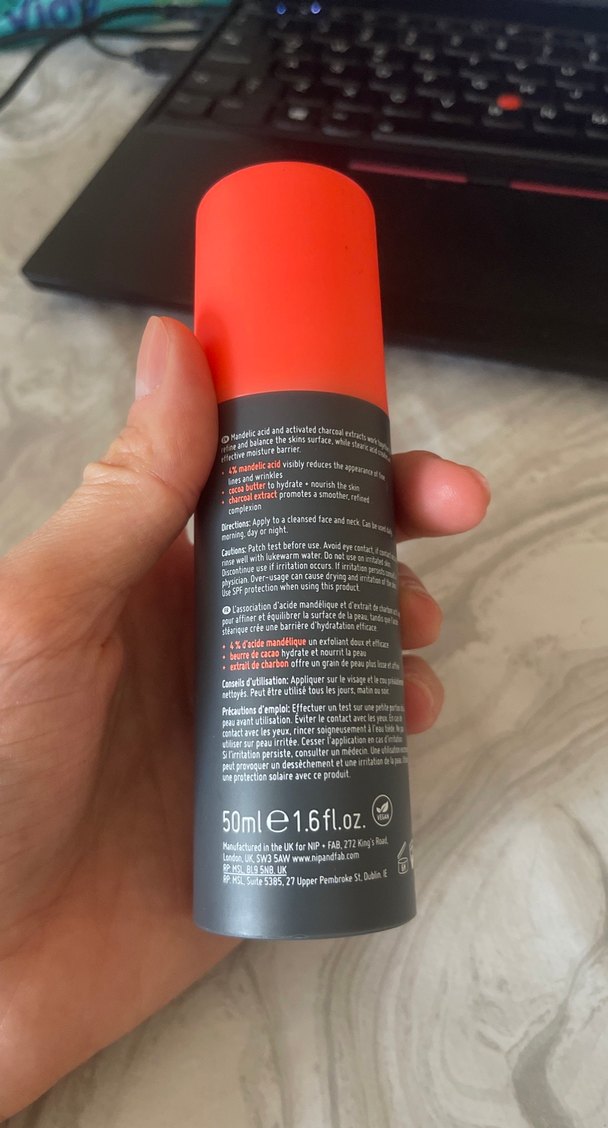 Mandelic acid and activated charcoal extracts work
refine and balance the skins surface, while stearic acid
effective moisture barrier.
• 4% mandelic acid visibly reduces the appearance of fine
lines and wrinkles
• cocoa butter to hydrate + nourish the skin
• charcoal extract promotes a smoother, refined
complexion
Directions: Apply to a cleansed face and neck. Can be used
morning, day or night.
Cautions: Patch test before use. Avoid eye contact, if
rinse well with lukewarm water. Do not use on irritated
Discontinue use if irritation occurs. If irritation persists
physician. Over-usage can cause drying and irritation of the
Use SPF protection when using this product.
FR L'association d'acide mandélique et d'extrait de charbon
pour affiner et équilibrer la surface de peau, tandis que
stéarique crée une barrière d'hydratation efficace
• 4 % d'acide mandélique un exfoliant doux et efficace
• beurre de cacao hydrate et nourrit la peau
• extrait de charbon offre un grain de peau plus lisse et
Conseils d'utilisation: Appliquer sur le visage et le cou
nettoyés. Peut être utilisé tous les jours, matin ou soir.
Précautions d'emploi: Effectuer un test sur une petite
peau avant utilisation. Éviter le contact avec les yeux. En cas de
contact avec les yeux, rincer soigneusement à l'eau tiède. Ne
utiliser sur peau irritée. Cesser l'application en cas d'irritation.
Si l'irritation persiste, consulter un médecin. Une utilisation
peut provoquer un dessèchement et une irritation de la peau.
une protection solaire avec ce produit.
50ml e 1.6 fl.oz.
VEGAN
Manufactured in the UK for NIP + FAB, 272 King's Road,
London, UK, SW3 5AW www.nipandfab.com
RP: MSL, BL9 5NB, UK
RP: MSL, Suite 5385, 27 Upper Pembroke St, Dublin, IE